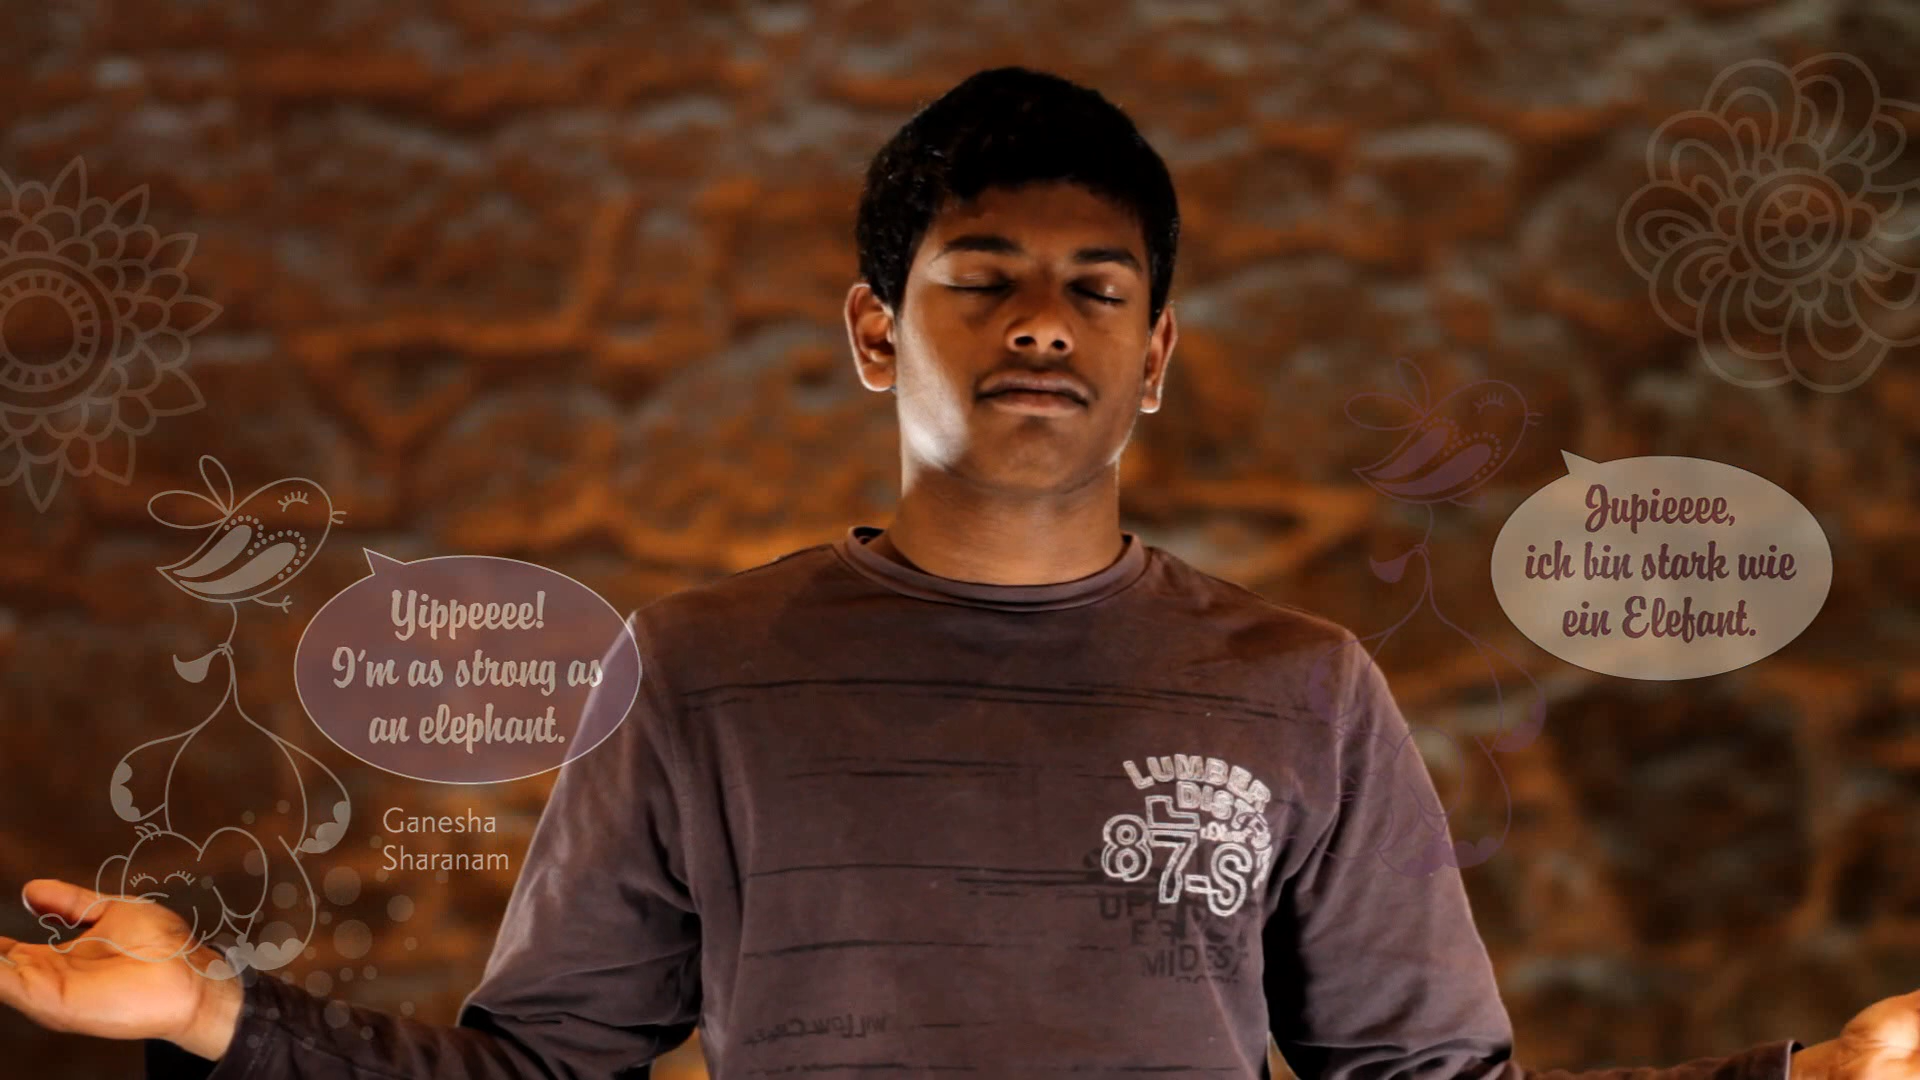 Yippeeee!
I'm as strong as
an elephant.
Ganesha
Sharanam
Jupieeee,
ich bin stark wie
ein Elefant.
LUMBER
87-S